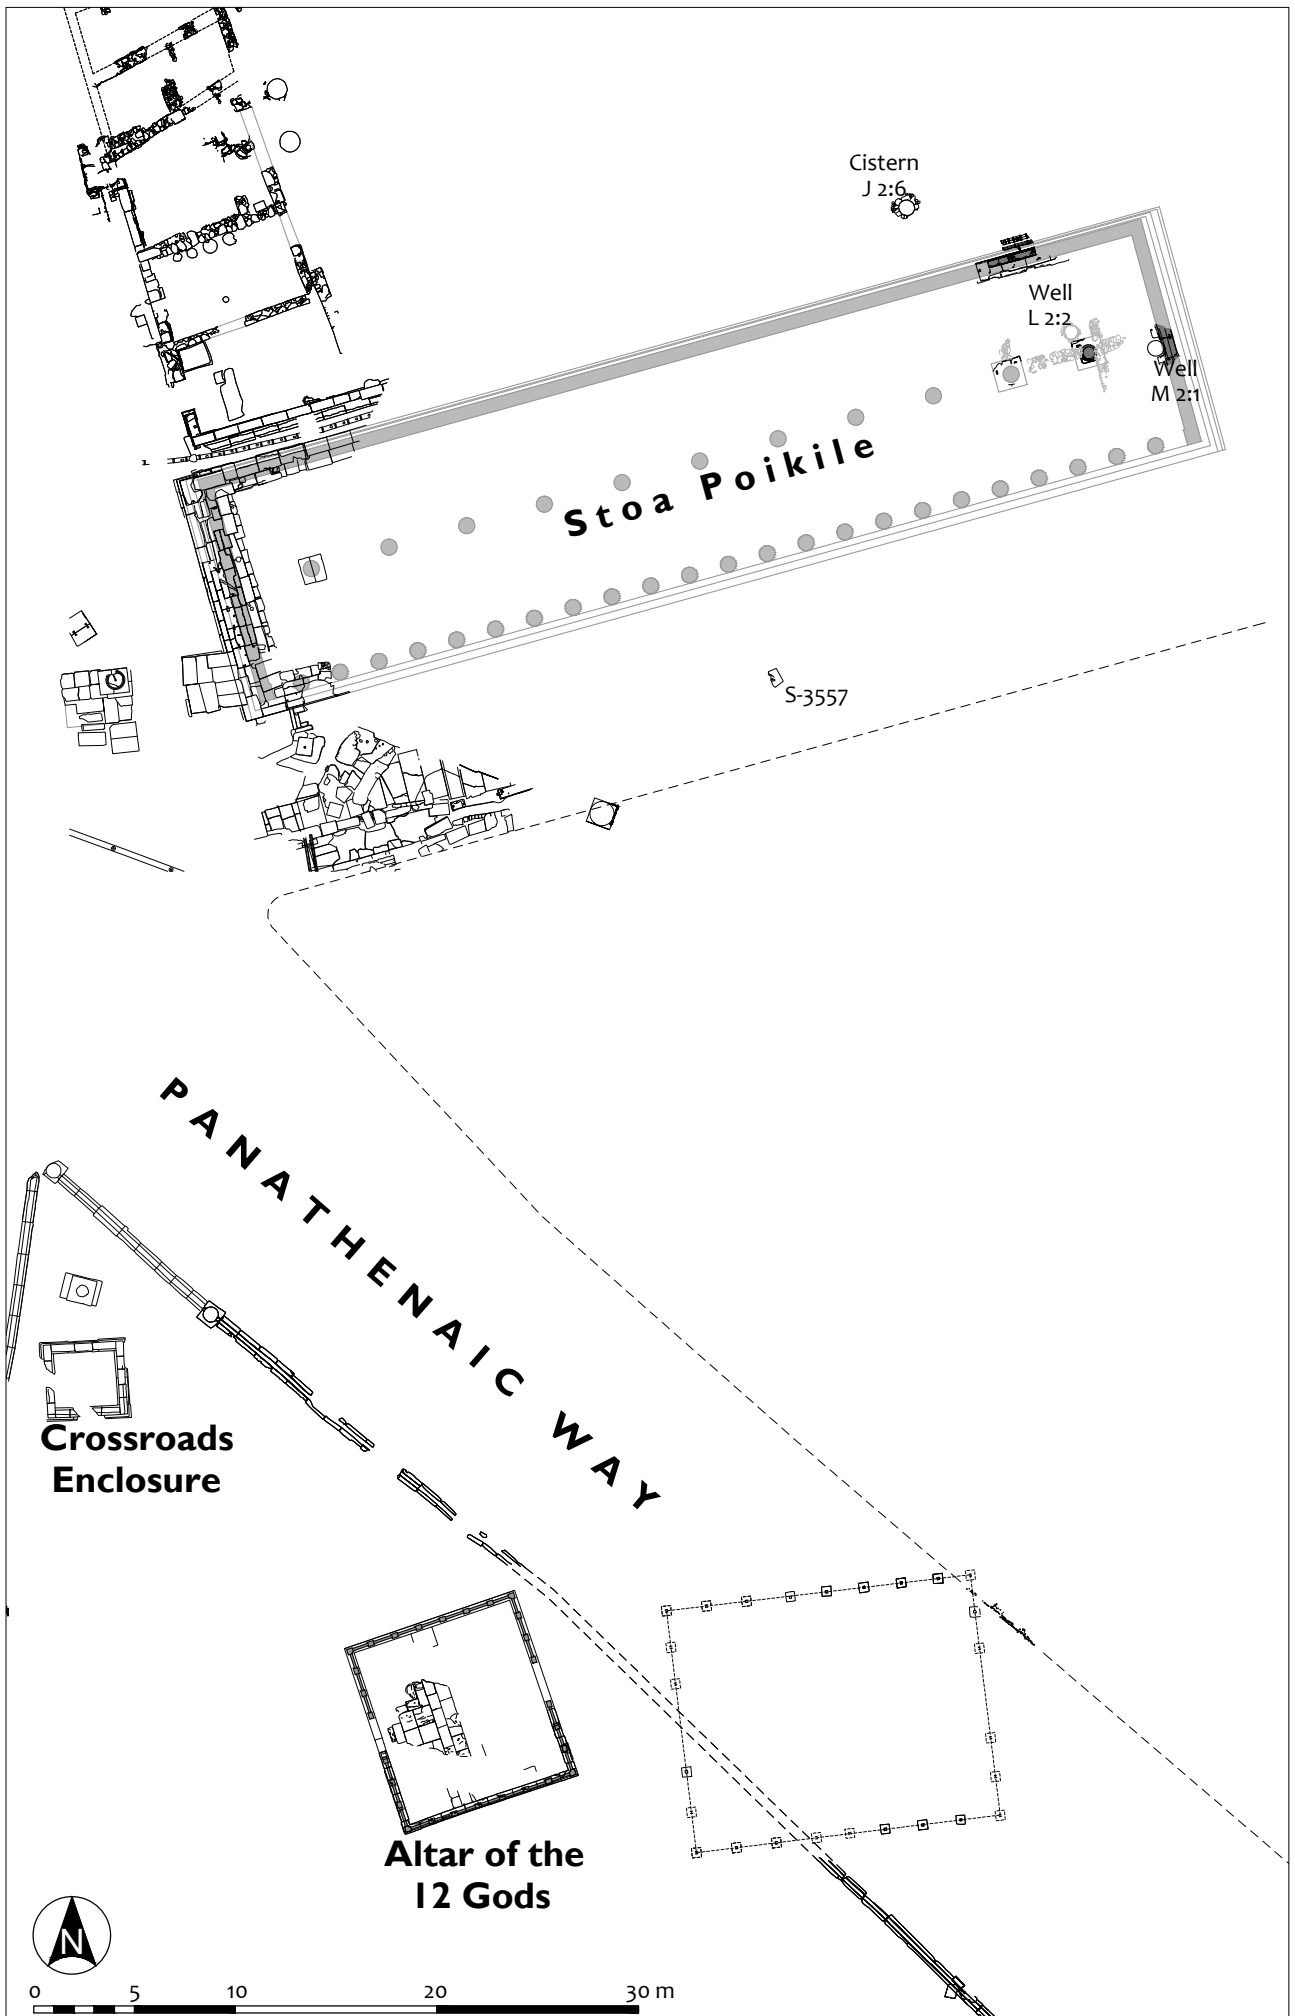 Cistern
J 2:6
Well
L 2:2
Well
M 2:1
Stoa Poikile
S-3557
PANATHENAIC WAY
Crossroads
Enclosure
Altar of the
12 Gods
N
0 5 10 20 30 m